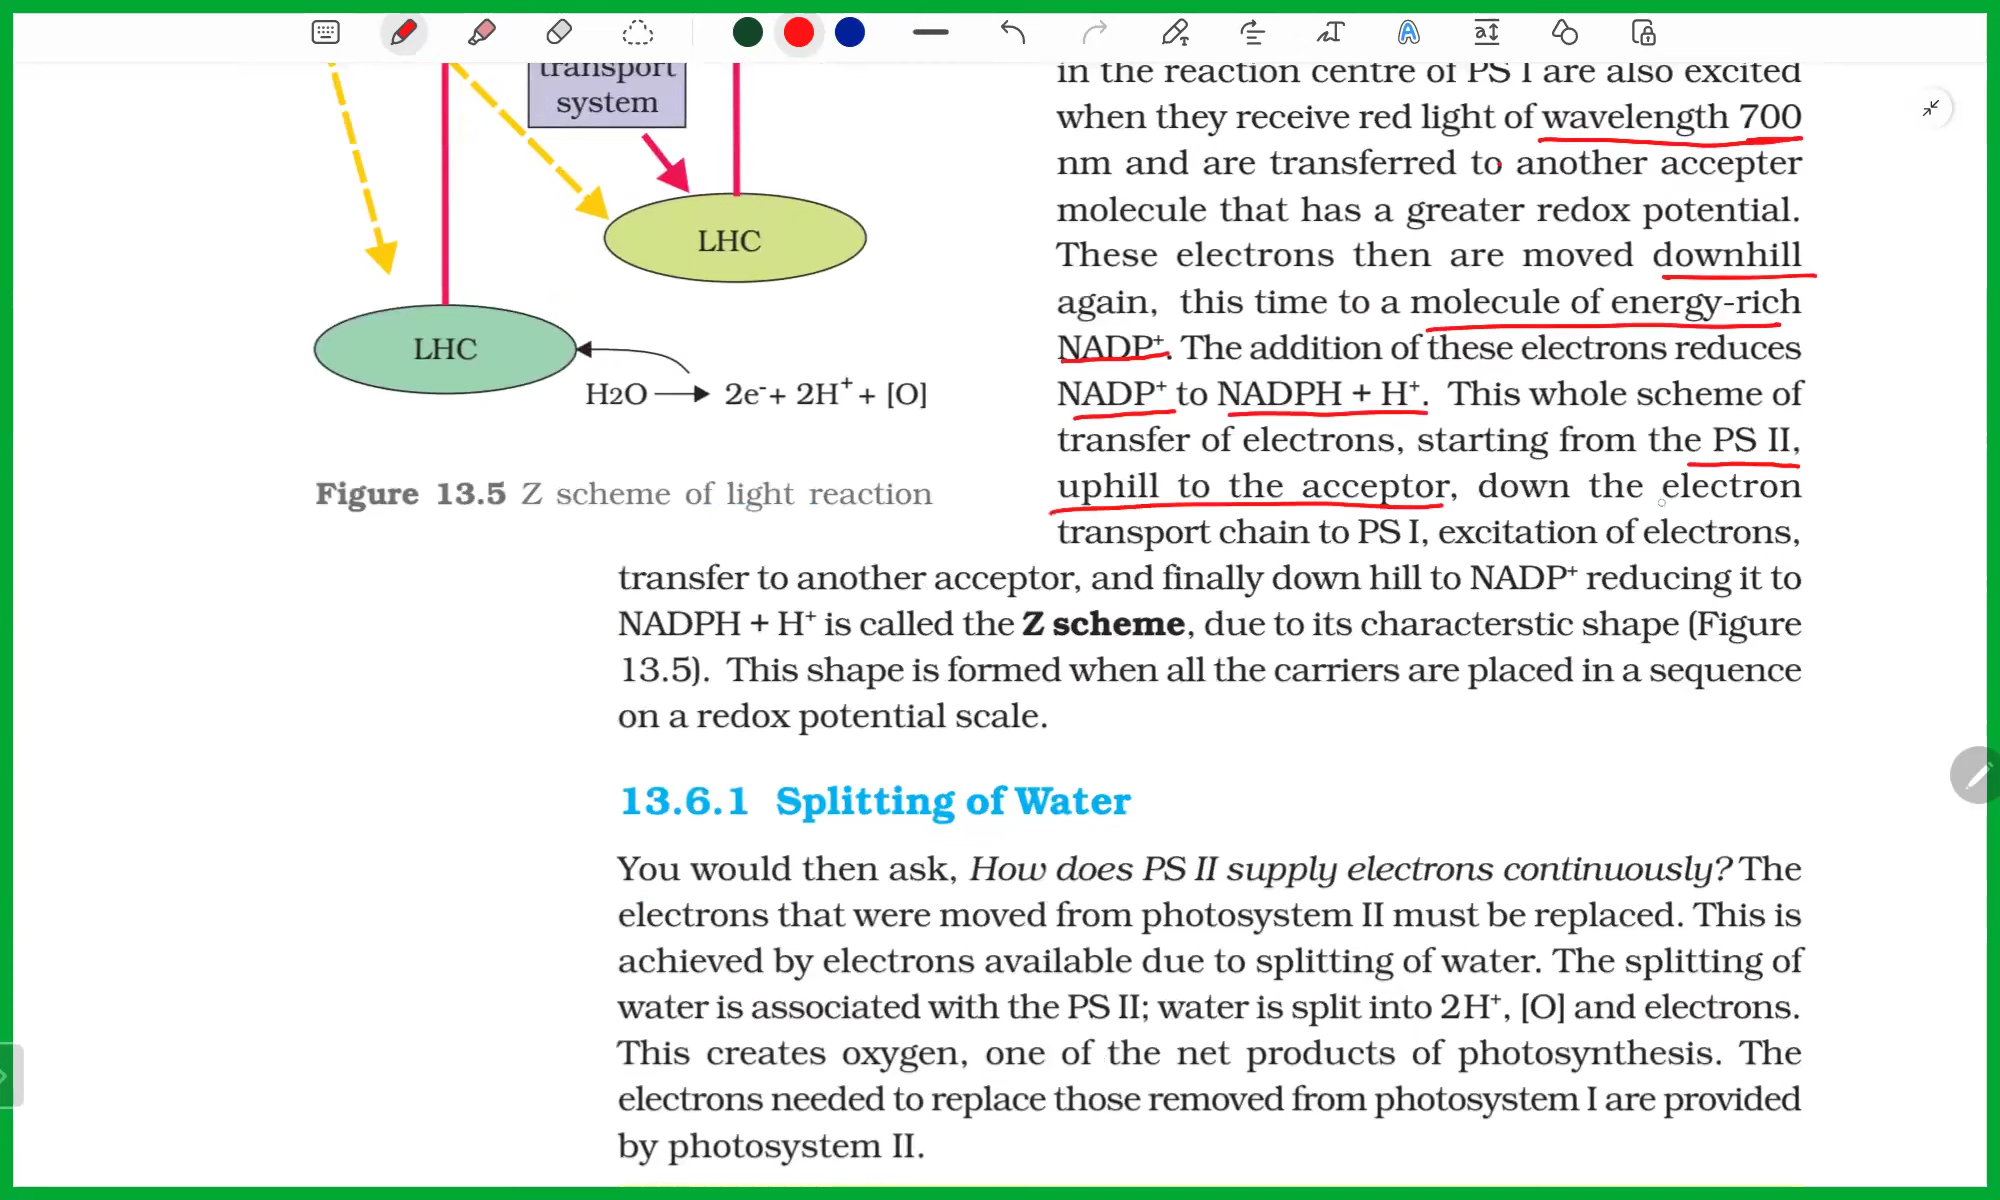 transport
system
LHC
LHC
H2O 2e⁻+ 2H⁺ + [O]
Figure 13.5 Z scheme of light reaction
in the reaction centre of PS I are also excited
when they receive red light of wavelength 700
nm and are transferred to another accepter
molecule that has a greater redox potential.
These electrons then are moved downhill
again, this time to a molecule of energy-rich
NADP⁺. The addition of these electrons reduces
NADP⁺ to NADPH + H⁺. This whole scheme of
transfer of electrons, starting from the PS II,
uphill to the acceptor, down the electron
transport chain to PS I, excitation of electrons,
transfer to another acceptor, and finally down hill to NADP⁺ reducing it to
NADPH + H⁺ is called the Z scheme, due to its characterstic shape (Figure
13.5). This shape is formed when all the carriers are placed in a sequence
on a redox potential scale.
13.6.1 Splitting of Water
You would then ask, How does PS II supply electrons continuously? The
electrons that were moved from photosystem II must be replaced. This is
achieved by electrons available due to splitting of water. The splitting of
water is associated with the PS II; water is split into 2H⁺, [O] and electrons.
This creates oxygen, one of the net products of photosynthesis. The
electrons needed to replace those removed from photosystem I are provided
by photosystem II.